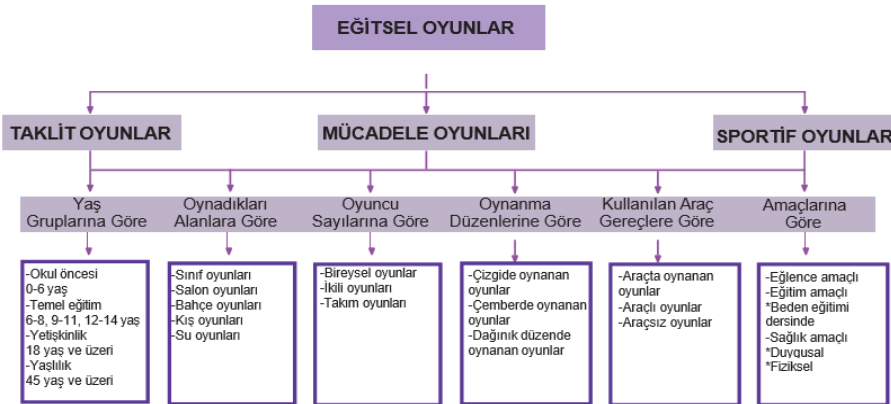 EĞİTSEL OYUNLAR
TAKLİT OYUNLAR
MÜCADELE OYUNLARI
SPORTİF OYUNLAR
Yaş
Gruplarına Göre
Oynadıkları
Alanlara Göre
Oyuncu
Sayılarına Göre
Oynanma
Düzenlerine Göre
Kullanılan Araç
Gereçlere Göre
Amaçlarına
Göre
-Okul öncesi
0-6 yaş
-Temel eğitim
6-8, 9-11, 12-14 yaş
-Yetişkinlik
18 yaş ve üzeri
-Yaşlılık
45 yaş ve üzeri
-Sınıf oyunları
-Salon oyunları
-Bahçe oyunları
-Kış oyunları
-Su oyunları
-Bireysel oyunlar
-İkili oyunları
-Takım oyunları
-Çizgide oynanan
oyunlar
-Çemberde oynanan
oyunlar
-Dağınık düzende
oynanan oyunlar
-Araçta oynanan
oyunlar
-Araçlı oyunlar
-Araçsız oyunlar
-Eğlence amaçlı
-Eğitim amaçlı
*Beden eğitimi
dersinde
-Sağlık amaçlı
*Duygusal
*Fiziksel